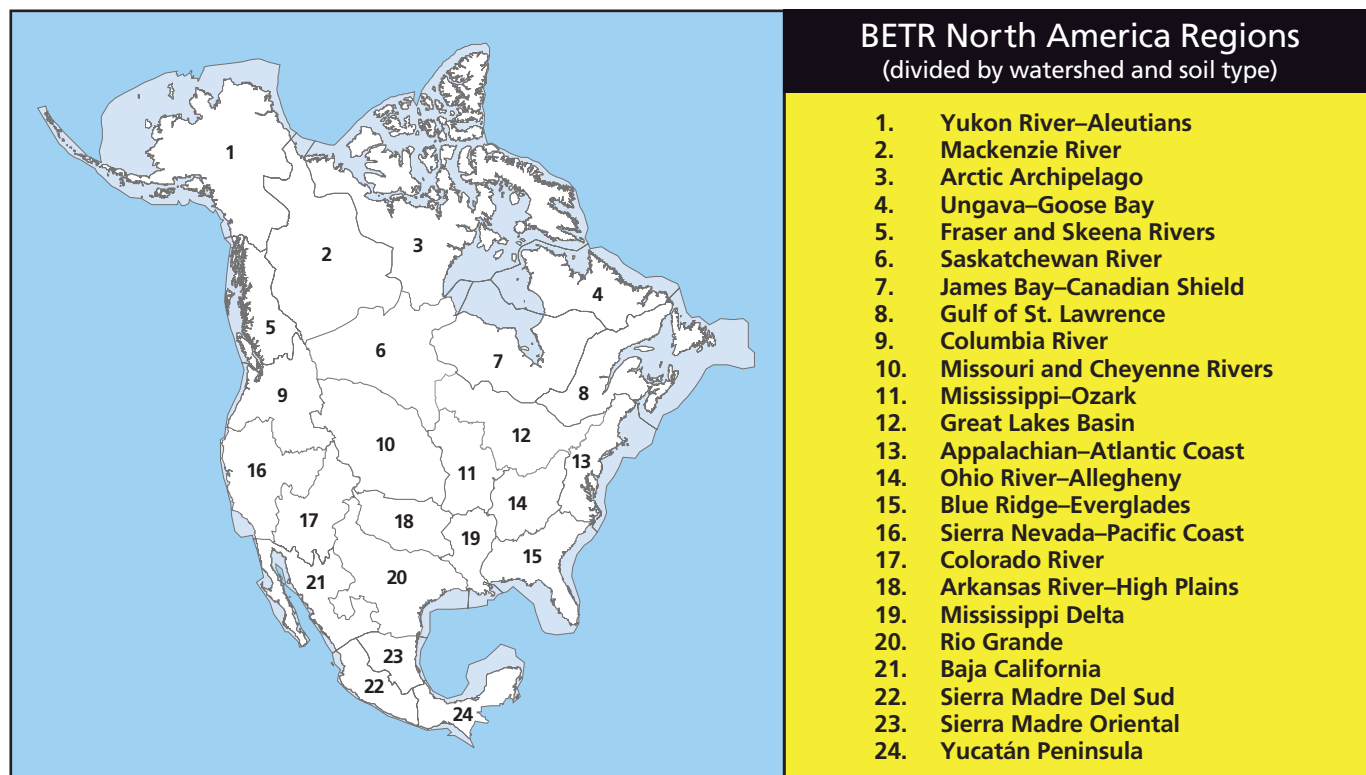 BETR North America Regions
(divided by watershed and soil type)
1. Yukon River–Aleutians
2. Mackenzie River
3. Arctic Archipelago
4. Ungava–Goose Bay
5. Fraser and Skeena Rivers
6. Saskatchewan River
7. James Bay–Canadian Shield
8. Gulf of St. Lawrence
9. Columbia River
10. Missouri and Cheyenne Rivers
11. Mississippi–Ozark
12. Great Lakes Basin
13. Appalachian–Atlantic Coast
14. Ohio River–Allegheny
15. Blue Ridge–Everglades
16. Sierra Nevada–Pacific Coast
17. Colorado River
18. Arkansas River–High Plains
19. Mississippi Delta
20. Rio Grande
21. Baja California
22. Sierra Madre Del Sud
23. Sierra Madre Oriental
24. Yucatán Peninsula
1
2
3
4
5
6
7
8
9
10
11
12
13
14
15
16
17
18
19
20
21
22
23
24